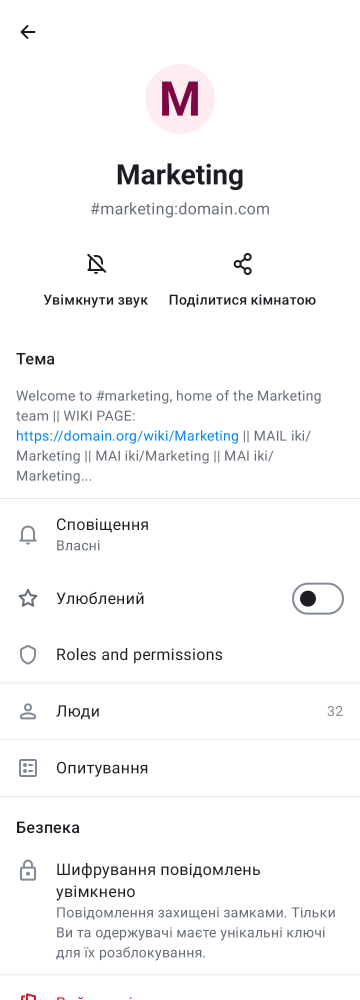 M
Marketing
#marketing:domain.com
Увімкнути звук
Поділитися кімнатою
Тема
Welcome to #marketing, home of the Marketing
team || WIKI PAGE:
https://domain.org/wiki/Marketing || MAIL iki/
Marketing || MAI iki/Marketing || MAI iki/
Marketing...
Сповіщення
Власні
Улюблений
Roles and permissions
Люди 32
Опитування
Безпека
Шифрування повідомлень
увімкнено
Повідомлення захищені замками. Тільки
Ви та одержувачі маєте унікальні ключі
для їх розблокування.